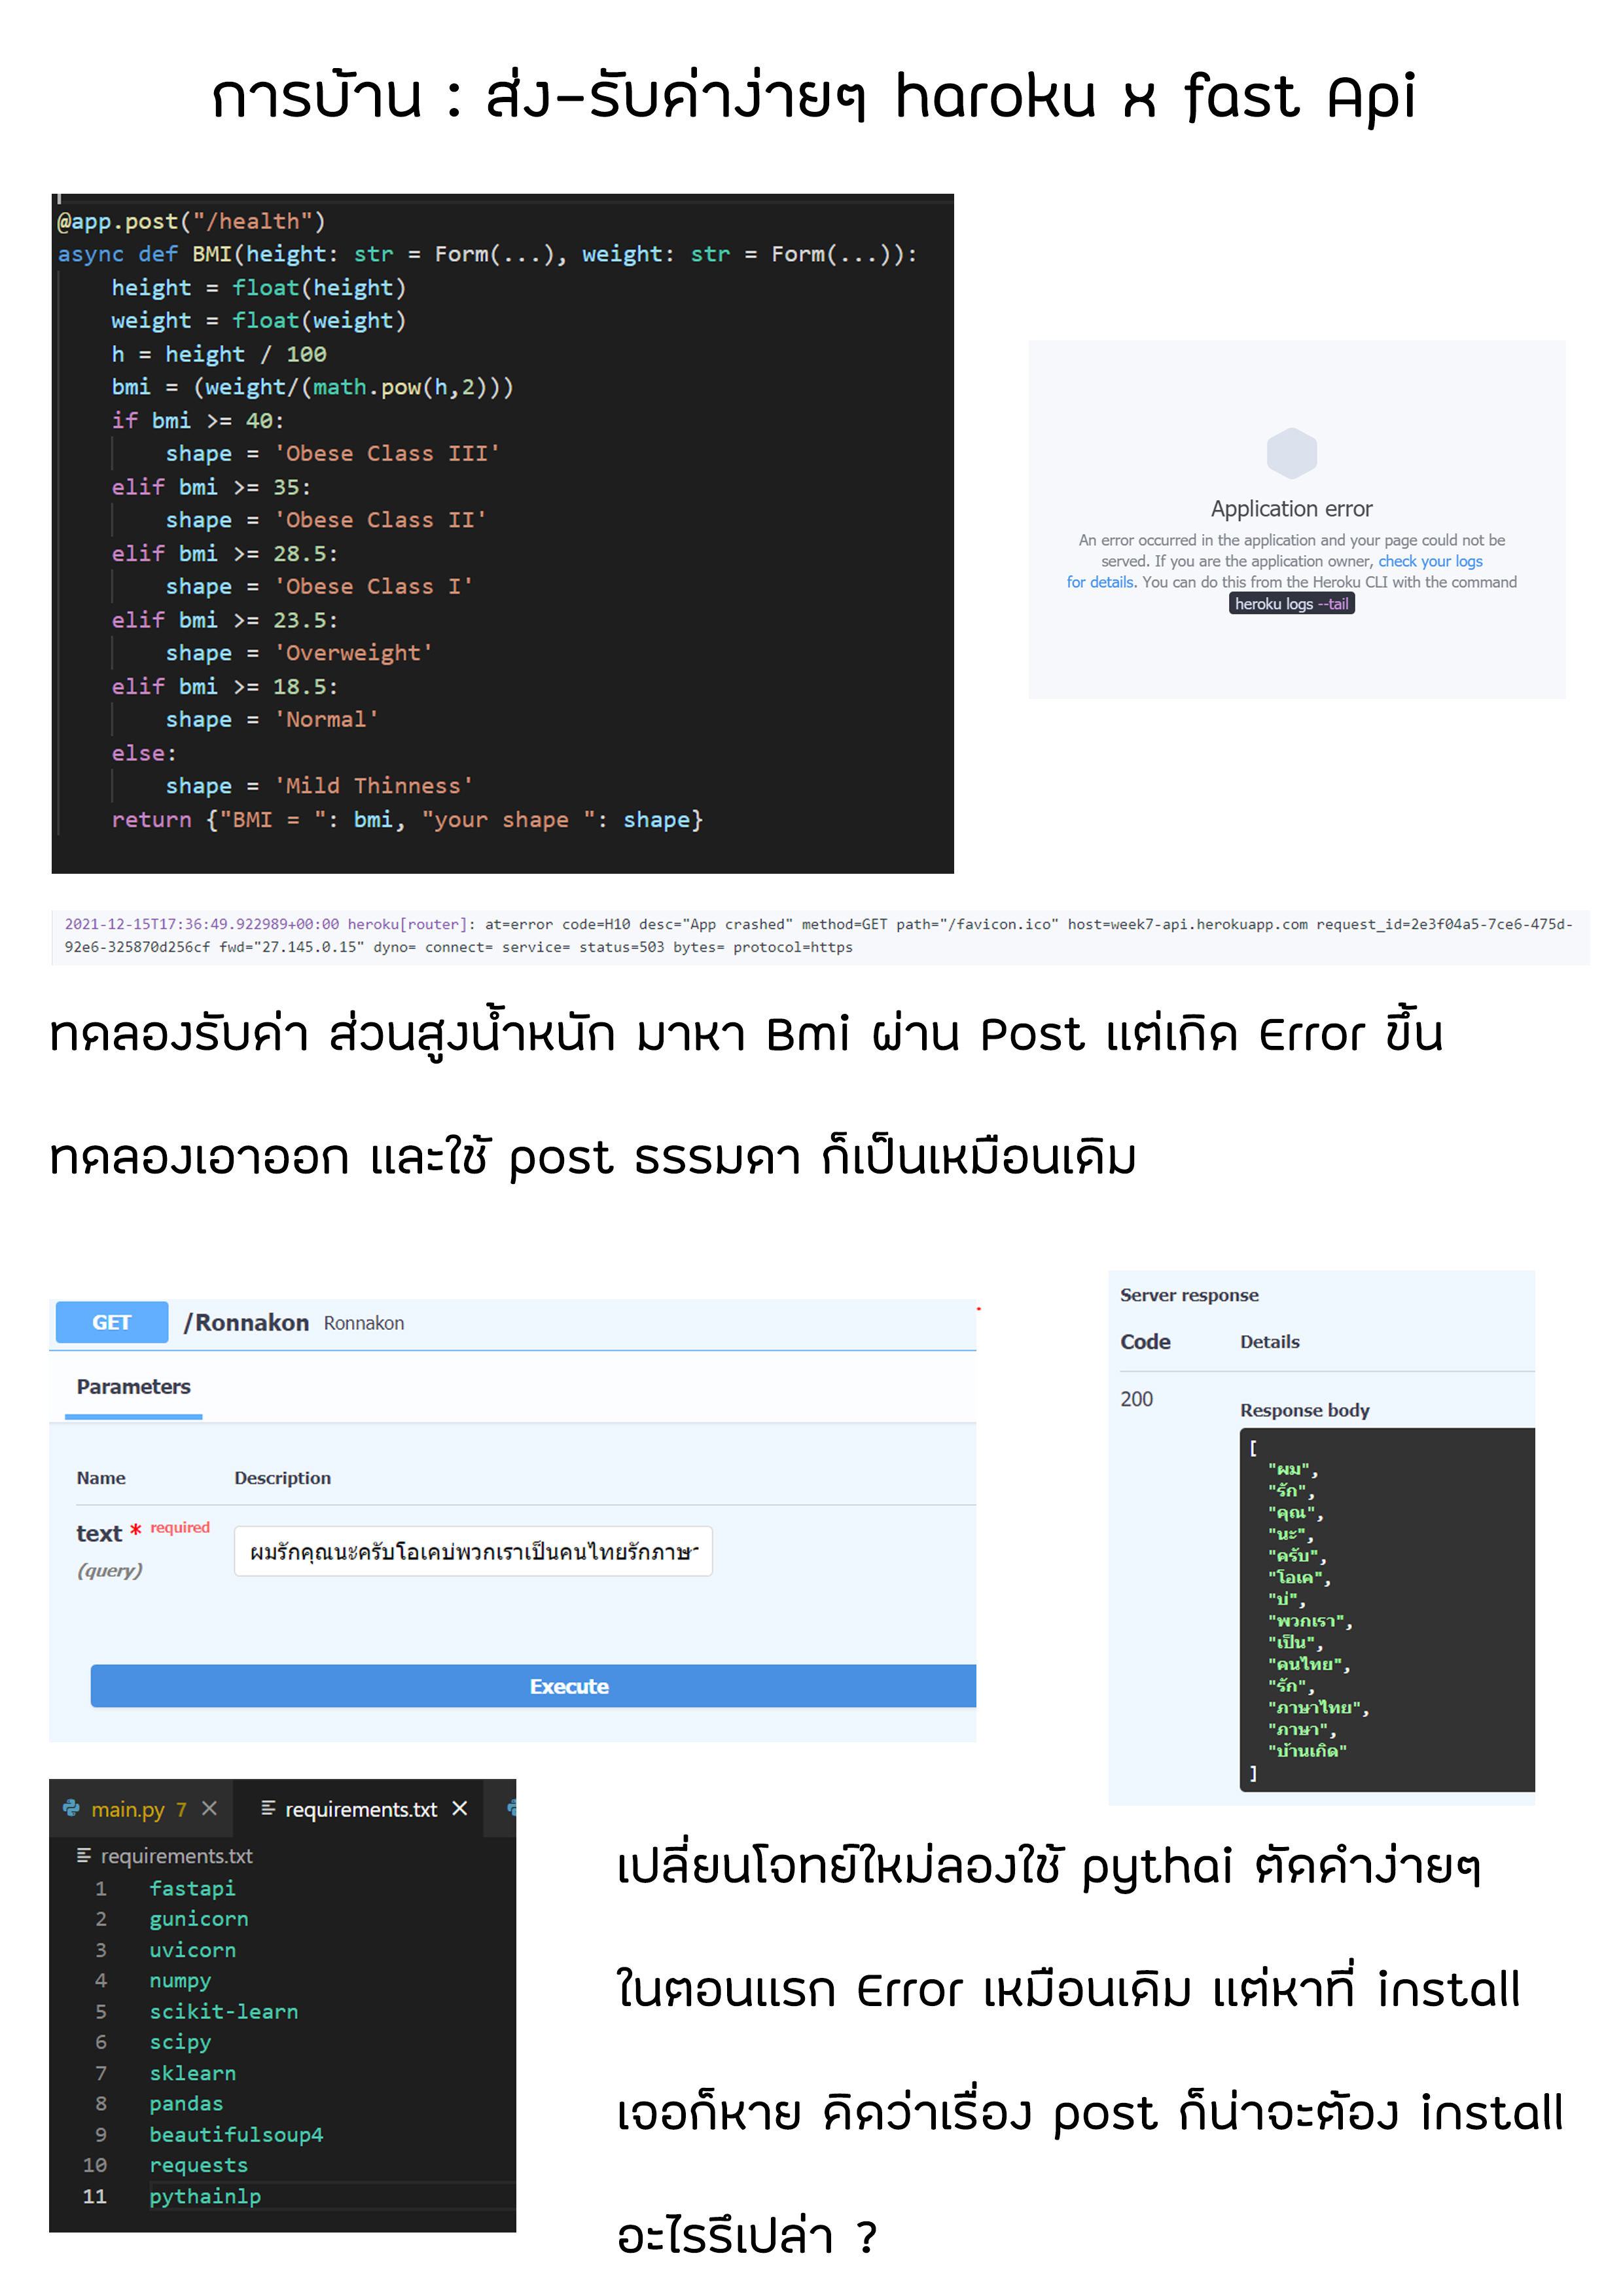 การบ้าน : ส่ง-รับค่าง่ายๆ haroku x fast Api
@app.post("/health")
async def BMI(height: str = Form(...), weight: str = Form(...)):
height = float(height)
weight = float(weight)
h = height / 100
bmi = (weight/(math.pow(h,2)))
if bmi >= 40:
shape = 'Obese Class III'
elif bmi >= 35:
shape = 'Obese Class II'
elif bmi >= 28.5:
shape = 'Obese Class I'
elif bmi >= 23.5:
shape = 'Overweight'
elif bmi >= 18.5:
shape = 'Normal'
else:
shape = 'Mild Thinness'
return {"BMI = ": bmi, "your shape ": shape}
Application error
An error occurred in the application and your page could not be
served. If you are the application owner, check your logs
for details. You can do this from the Heroku CLI with the command
heroku logs --tail
2021-12-15T17:36:49.922989+00:00 heroku[router]: at=error code=H10 desc="App crashed" method=GET path="/favicon.ico" host=week7-api.herokuapp.com request_id=2e3f04a5-7ce6-475d-
92e6-325870d256cf fwd="27.145.0.15" dyno= connect= service= status=503 bytes= protocol=https
ทดลองรับค่า ส่วนสูงน้ำหนัก มาหา Bmi ผ่าน Post แต่เกิด Error ขึ้น
ทดลองเอาออก และใช้ post ธรรมดา ก็เป็นเหมือนเดิม
GET /Ronnakon Ronnakon
Parameters
Name Description
text * required
(query)
ผมรักคุณนะครับโอเคบ่พวกเราเป็นคนไทยรักภาษา
Execute
Server response
Code Details
200
Response body
[
"ผม",
"รัก",
"คุณ",
"นะ",
"ครับ",
"โอเค",
"บ่",
"พวกเรา",
"เป็น",
"คนไทย",
"รัก",
"ภาษาไทย",
"ภาษา",
"บ้านเกิด"
]
main.py 7 requirements.txt
requirements.txt
1 fastapi
2 gunicorn
3 uvicorn
4 numpy
5 scikit-learn
6 scipy
7 sklearn
8 pandas
9 beautifulsoup4
10 requests
11 pythainlp
เปลี่ยนโจทย์ใหม่ลองใช้ pythai ตัดคำง่ายๆ
ในตอนแรก Error เหมือนเดิม แต่หาที่ install
เจอก็หาย คิดว่าเรื่อง post ก็น่าจะต้อง install
อะไรรึเปล่า ?